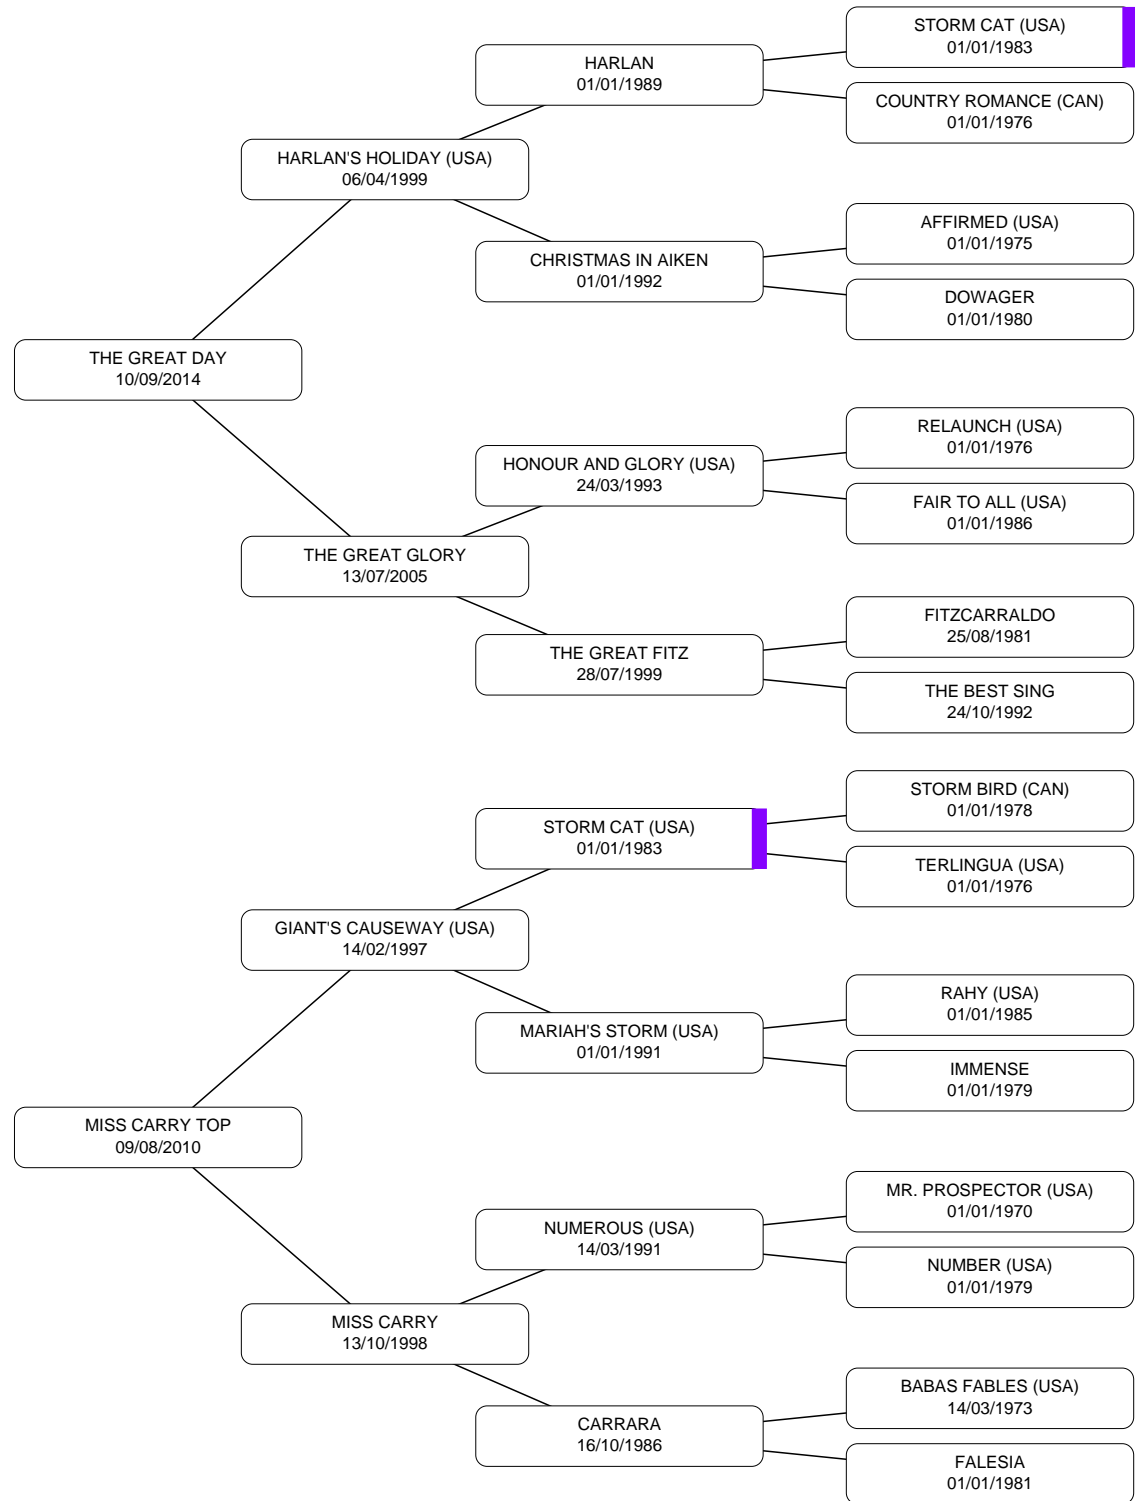 STORM CAT (USA)
01/01/1983
HARLAN
01/01/1989
COUNTRY ROMANCE (CAN)
01/01/1976
HARLAN'S HOLIDAY (USA)
06/04/1999
AFFIRMED (USA)
01/01/1975
CHRISTMAS IN AIKEN
01/01/1992
DOWAGER
01/01/1980
THE GREAT DAY
10/09/2014
RELAUNCH (USA)
01/01/1976
HONOUR AND GLORY (USA)
24/03/1993
FAIR TO ALL (USA)
01/01/1986
THE GREAT GLORY
13/07/2005
FITZCARRALDO
25/08/1981
THE GREAT FITZ
28/07/1999
THE BEST SING
24/10/1992
STORM BIRD (CAN)
01/01/1978
STORM CAT (USA)
01/01/1983
TERLINGUA (USA)
01/01/1976
GIANT'S CAUSEWAY (USA)
14/02/1997
RAHY (USA)
01/01/1985
MARIAH'S STORM (USA)
01/01/1991
IMMENSE
01/01/1979
MISS CARRY TOP
09/08/2010
MR. PROSPECTOR (USA)
01/01/1970
NUMEROUS (USA)
14/03/1991
NUMBER (USA)
01/01/1979
MISS CARRY
13/10/1998
BABAS FABLES (USA)
14/03/1973
CARRARA
16/10/1986
FALESIA
01/01/1981